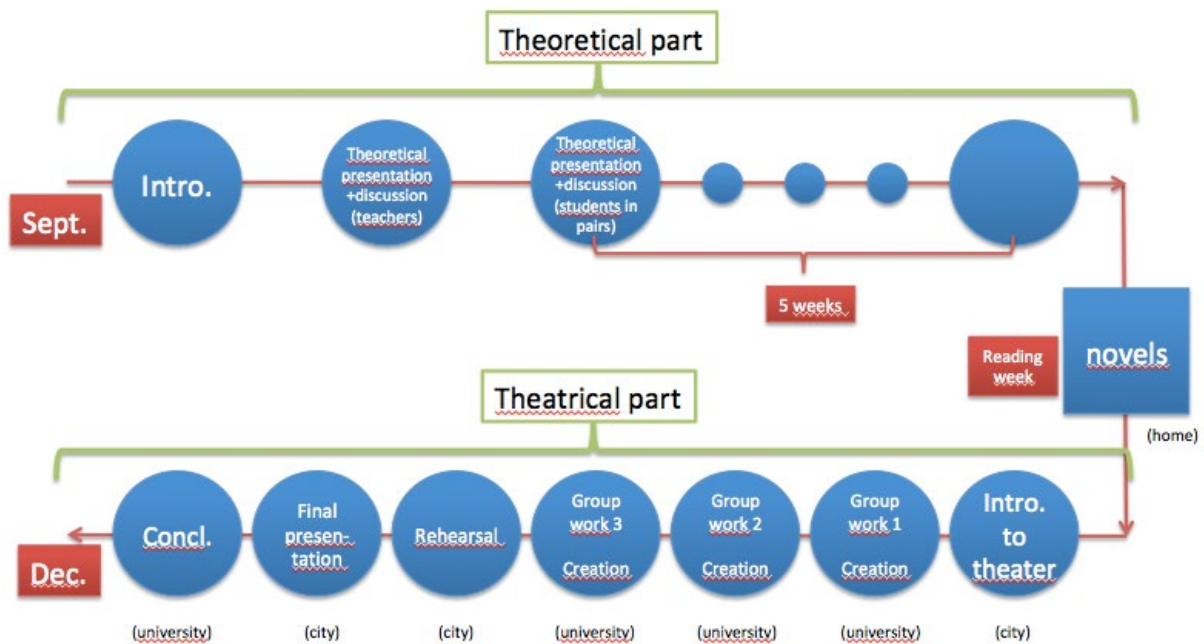 Theoretical part
Sept.
Intro.
Theoretical
presentation
+discussion
(teachers)
Theoretical
presentation
+discussion
(students in
pairs)
5 weeks
Reading
week
novels
(home)
Theatrical part
Dec.
Concl.
Final
presen-
tation
Rehearsal
Group
work 3
Creation
Group
work 2
Creation
Group
work 1
Creation
Intro.
to
theater
(university)
(city)
(city)
(university)
(university)
(university)
(city)